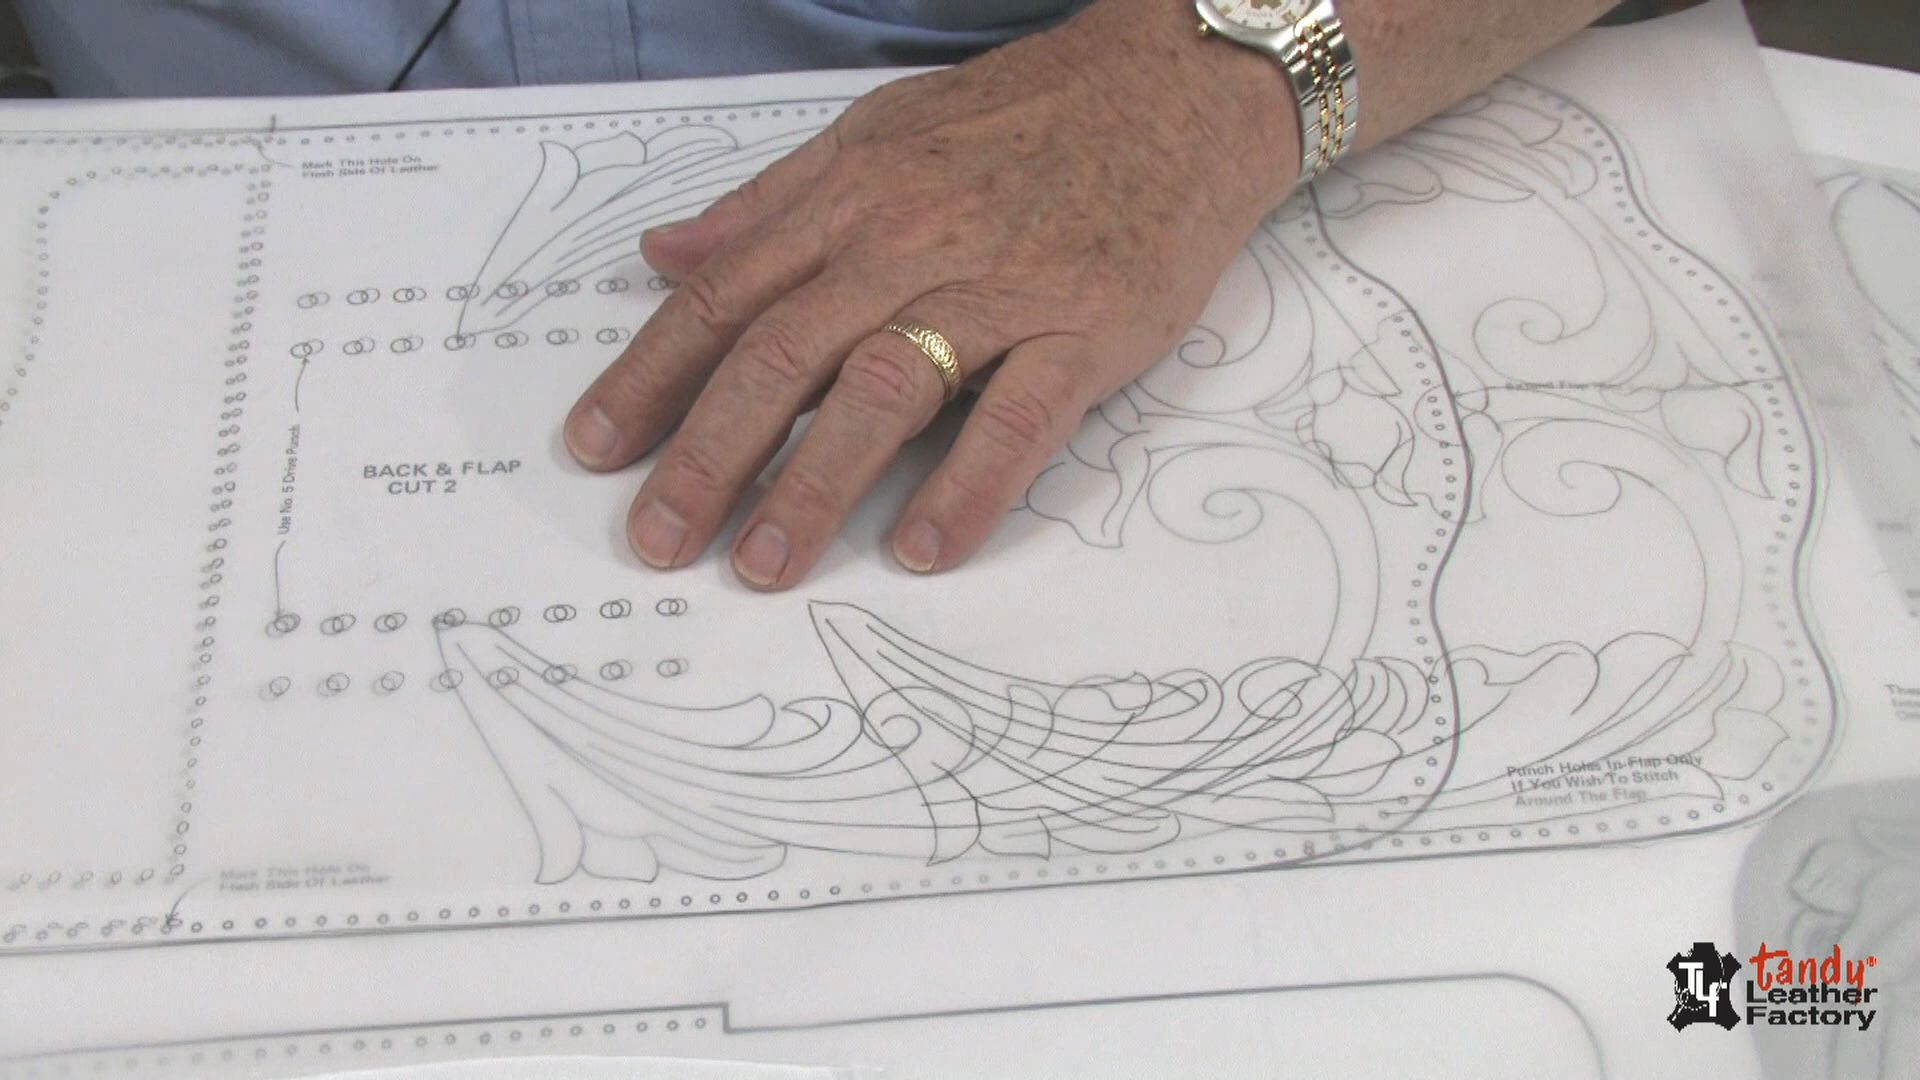 Mark This Hole On
Flesh Side Of Leather
Use No. 5 Drive Punch
BACK & FLAP
CUT 2
Punch Holes In Flap Only
If You Wish To Stitch
Around The Flap
Mark This Hole On
Flesh Side Of Leather
TLF
tandy®
Leather
Factory